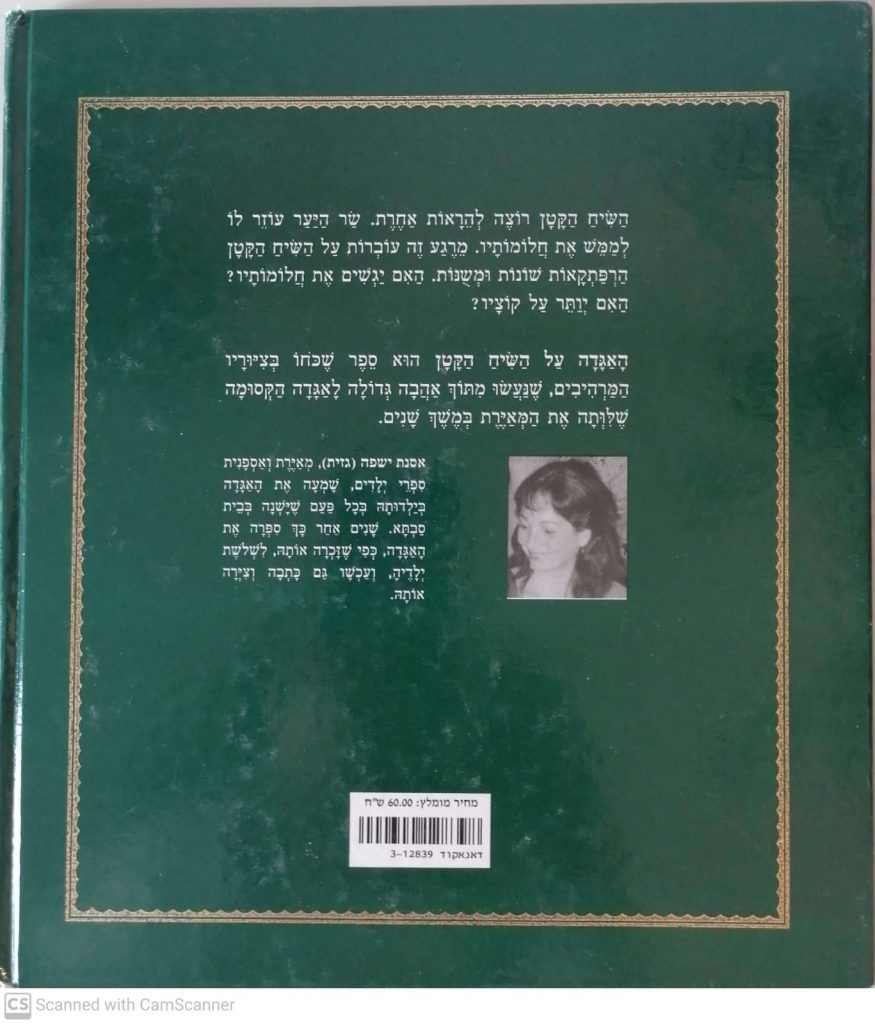 הַשִּׂיחַ הַקָּטָן רוֹצֶה לְהֵרָאוֹת אַחֶרֶת. שַׂר הַיַּעַר עוֹזֵר לוֹ
לְמַמֵּשׁ אֶת חֲלוֹמוֹתָיו. מֵרֶגַע זֶה עוֹבְרוֹת עַל הַשִּׂיחַ הַקָּטָן
הַרְפַּתְקָאוֹת שׁוֹנוֹת וּמְשֻׁנּוֹת. הַאִם יַגְשִׁים אֶת חֲלוֹמוֹתָיו?
הַאִם יְוַתֵּר עַל קוֹצָיו?
הָאַגָּדָה עַל הַשִּׂיחַ הַקָּטָן הוּא סֵפֶר שֶׁכֹּחוֹ בְּצִיּוּרָיו
הַמַּרְהִיבִים, שֶׁנַּעֲשׂוּ מִתּוֹךְ אַהֲבָה גְּדוֹלָה לָאַגָּדָה הַקְּסוּמָה
שֶׁלִּוְּתָה אֶת הַמְּאַיֶּרֶת בְּמֶשֶׁךְ שָׁנִים.
אסנת ישפה (גזית), מְאַיֶּרֶת וְאַסְפָנִית
סִפְרֵי יְלָדִים, שָׁמְעָה אֶת הָאַגָּדָה
בְּיַלְדוּתָהּ בְּכָל פַּעַם שֶׁיָּשְׁנָה בְּבֵית
סַבְתָּא. שָׁנִים אַחַר כָּךְ סִפְּרָה אֶת
הָאַגָּדָה, כְּפִי שֶׁזָּכְרָה אוֹתָהּ, לִשְׁלֹשֶׁת
יְלָדֶיהָ, וְעַכְשָׁו גַּם כָּתְבָה וְצִיְּרָה
אוֹתָהּ.
מחיר מומלץ: 60.00 ש"ח
דאנאקוד 3-12839
CS Scanned with CamScanner